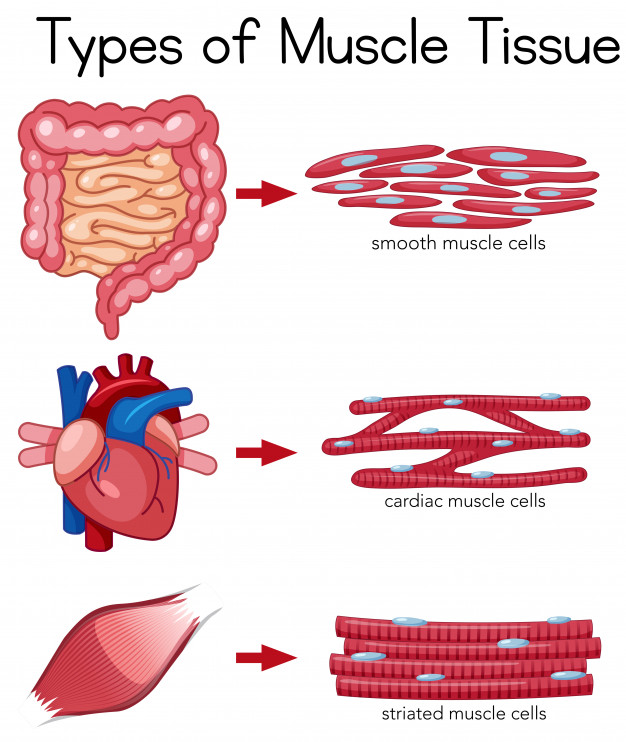 Types of Muscle Tissue
smooth muscle cells
cardiac muscle cells
striated muscle cells